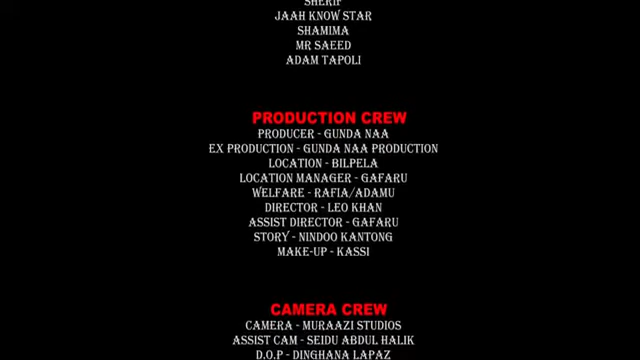 SHERIF
JAAH KNOW STAR
SHAMIMA
MR SAEED
ADAM TAPOLI
PRODUCTION CREW
PRODUCER - GUNDA NAA
EX PRODUCTION - GUNDA NAA PRODUCTION
LOCATION - BILPELA
LOCATION MANAGER - GAFARU
WELFARE - RAFIA/ADAMU
DIRECTOR - LEO KHAN
ASSIST DIRECTOR - GAFARU
STORY - NINDOO KANTONG
MAKE-UP - KASSI
CAMERA CREW
CAMERA - MURAAZI STUDIOS
ASSIST CAM - SEIDU ABDUL HALIK
D.O.P - DINGHANA LAPAZ